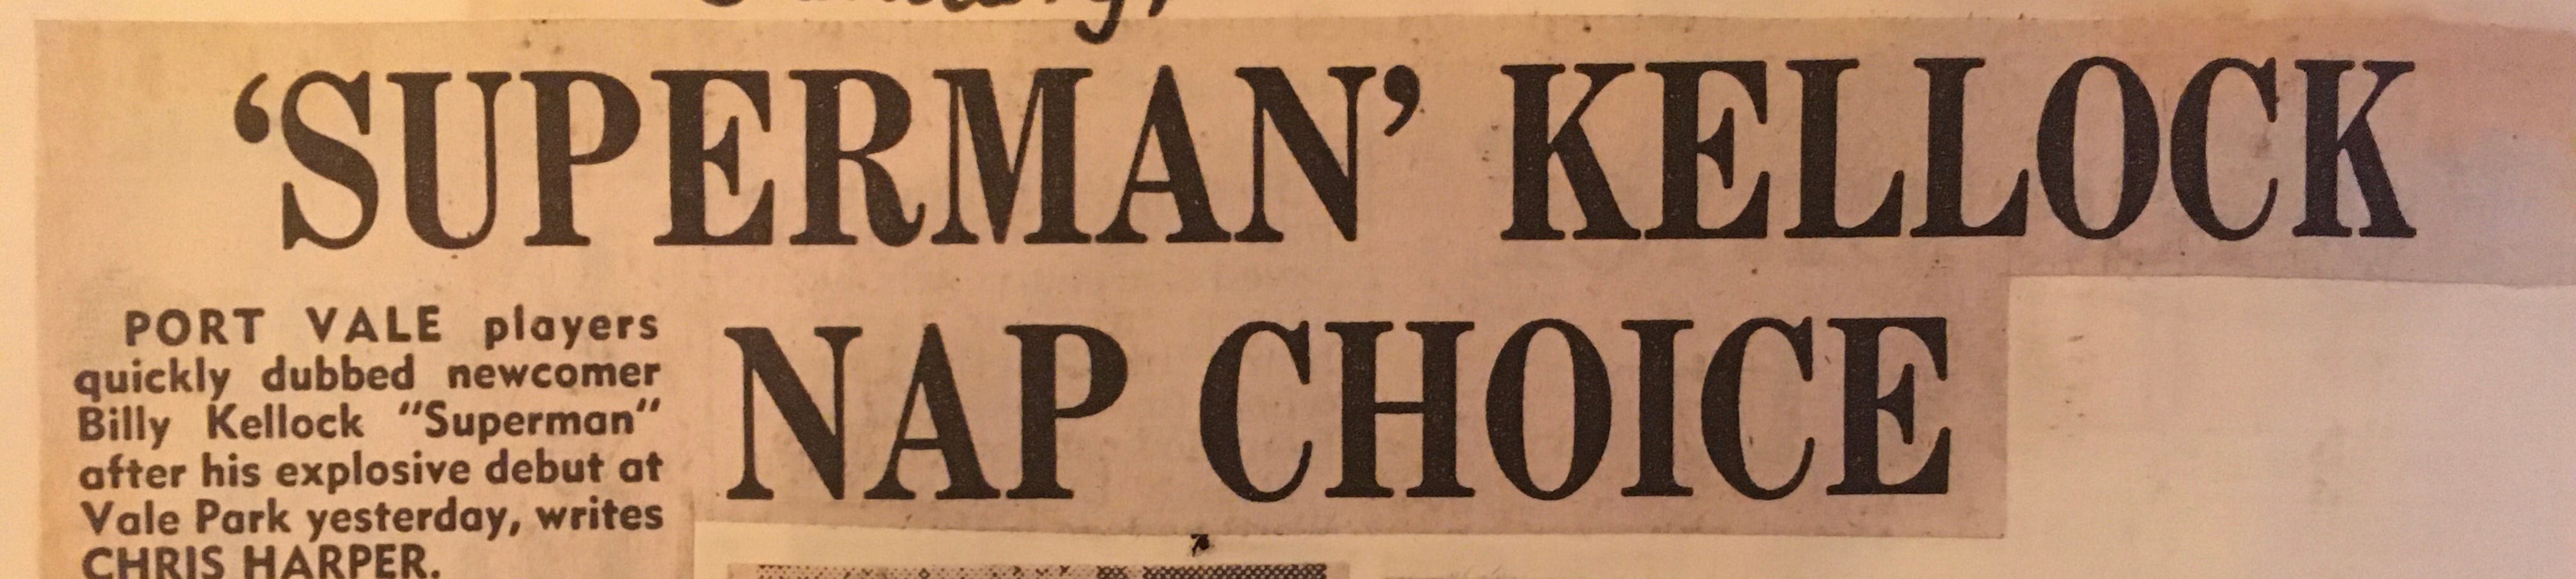 ‘SUPERMAN’ KELLOCK
NAP CHOICE
PORT VALE players
quickly dubbed newcomer
Billy Kellock “Superman”
after his explosive debut at
Vale Park yesterday, writes
CHRIS HARPER.